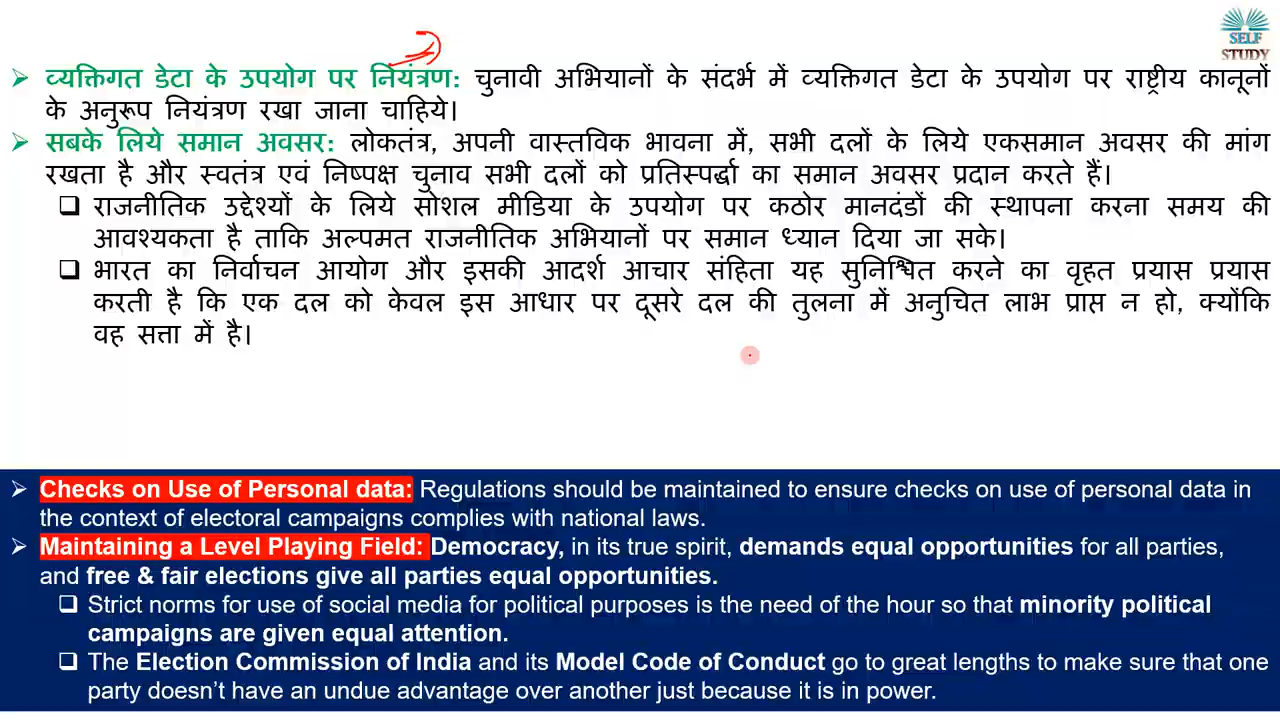 SELF
STUDY
➢ व्यक्तिगत डेटा के उपयोग पर नियंत्रण: चुनावी अभियानों के संदर्भ में व्यक्तिगत डेटा के उपयोग पर राष्ट्रीय कानूनों
के अनुरूप नियंत्रण रखा जाना चाहिये।
➢ सबके लिये समान अवसर: लोकतंत्र, अपनी वास्तविक भावना में, सभी दलों के लिये एकसमान अवसर की मांग
रखता है और स्वतंत्र एवं निष्पक्ष चुनाव सभी दलों को प्रतिस्पर्द्धा का समान अवसर प्रदान करते हैं।
❑ राजनीतिक उद्देश्यों के लिये सोशल मीडिया के उपयोग पर कठोर मानदंडों की स्थापना करना समय की
आवश्यकता है ताकि अल्पमत राजनीतिक अभियानों पर समान ध्यान दिया जा सके।
❑ भारत का निर्वाचन आयोग और इसकी आदर्श आचार संहिता यह सुनिश्चित करने का वृहत प्रयास प्रयास
करती है कि एक दल को केवल इस आधार पर दूसरे दल की तुलना में अनुचित लाभ प्राप्त न हो, क्योंकि
वह सत्ता में है।
➢ Checks on Use of Personal data: Regulations should be maintained to ensure checks on use of personal data in
the context of electoral campaigns complies with national laws.
➢ Maintaining a Level Playing Field: Democracy, in its true spirit, demands equal opportunities for all parties,
and free & fair elections give all parties equal opportunities.
❑ Strict norms for use of social media for political purposes is the need of the hour so that minority political
campaigns are given equal attention.
❑ The Election Commission of India and its Model Code of Conduct go to great lengths to make sure that one
party doesn't have an undue advantage over another just because it is in power.